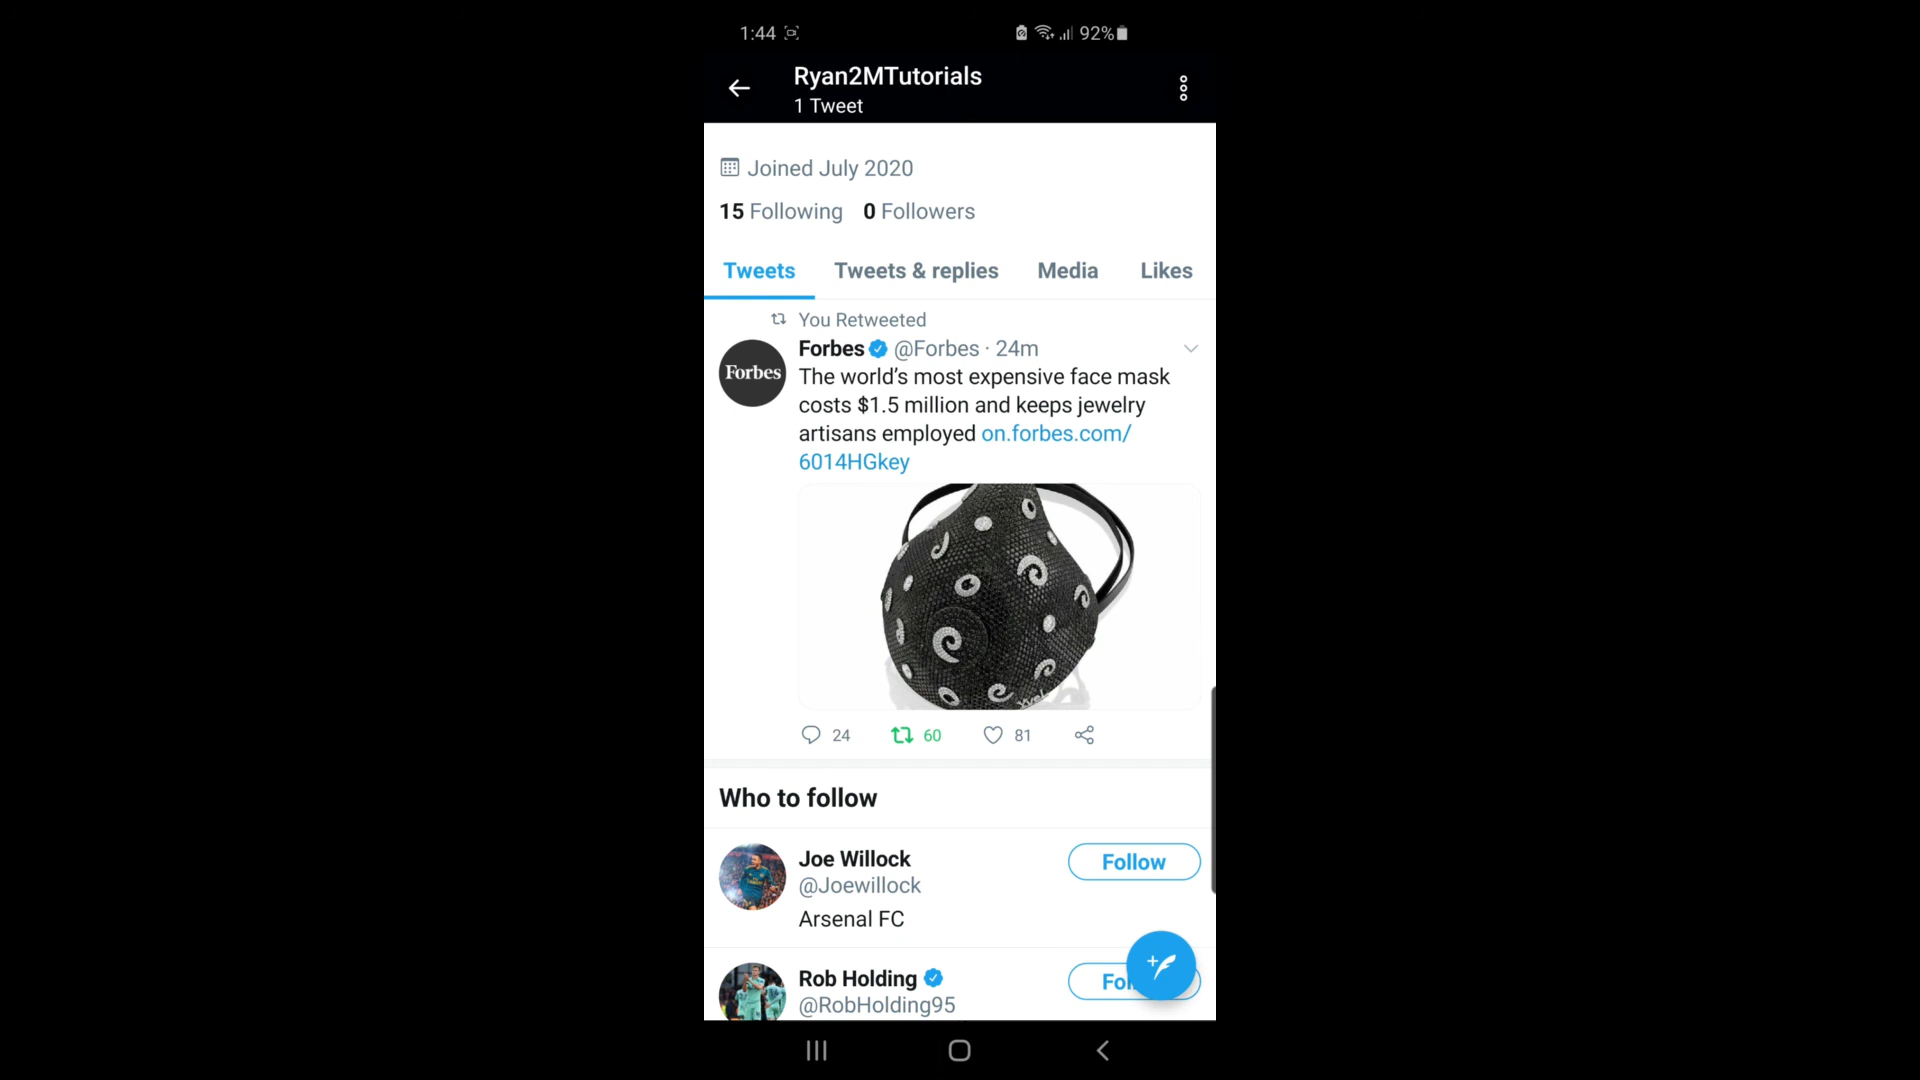 1:44
92%
Ryan2MTutorials
1 Tweet
Joined July 2020
15 Following 0 Followers
Tweets Tweets & replies Media Likes
You Retweeted
Forbes @Forbes · 24m
Forbes
The world's most expensive face mask
costs $1.5 million and keeps jewelry
artisans employed on.forbes.com/
6014HGkey
yvel
24 60 81
Who to follow
Joe Willock
@Joewillock
Follow
Arsenal FC
Rob Holding
@RobHolding95